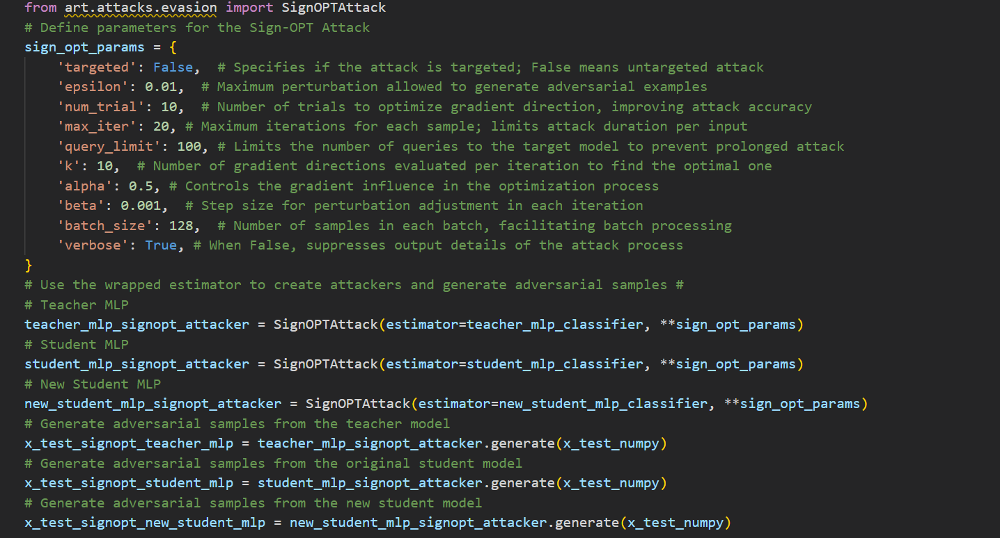 from art.attacks.evasion import SignOPTAttack
# Define parameters for the Sign-OPT Attack
sign_opt_params = {
    'targeted': False,  # Specifies if the attack is targeted; False means untargeted attack
    'epsilon': 0.01,  # Maximum perturbation allowed to generate adversarial examples
    'num_trial': 10,  # Number of trials to optimize gradient direction, improving attack accuracy
    'max_iter': 20, # Maximum iterations for each sample; limits attack duration per input
    'query_limit': 100, # Limits the number of queries to the target model to prevent prolonged attack
    'k': 10,  # Number of gradient directions evaluated per iteration to find the optimal one
    'alpha': 0.5, # Controls the gradient influence in the optimization process
    'beta': 0.001,  # Step size for perturbation adjustment in each iteration
    'batch_size': 128,  # Number of samples in each batch, facilitating batch processing
    'verbose': True, # When False, suppresses output details of the attack process
}
# Use the wrapped estimator to create attackers and generate adversarial samples #
# Teacher MLP
teacher_mlp_signopt_attacker = SignOPTAttack(estimator=teacher_mlp_classifier, **sign_opt_params)
# Student MLP
student_mlp_signopt_attacker = SignOPTAttack(estimator=student_mlp_classifier, **sign_opt_params)
# New Student MLP
new_student_mlp_signopt_attacker = SignOPTAttack(estimator=new_student_mlp_classifier, **sign_opt_params)
# Generate adversarial samples from the teacher model
x_test_signopt_teacher_mlp = teacher_mlp_signopt_attacker.generate(x_test_numpy)
# Generate adversarial samples from the original student model
x_test_signopt_student_mlp = student_mlp_signopt_attacker.generate(x_test_numpy)
# Generate adversarial samples from the new student model
x_test_signopt_new_student_mlp = new_student_mlp_signopt_attacker.generate(x_test_numpy)